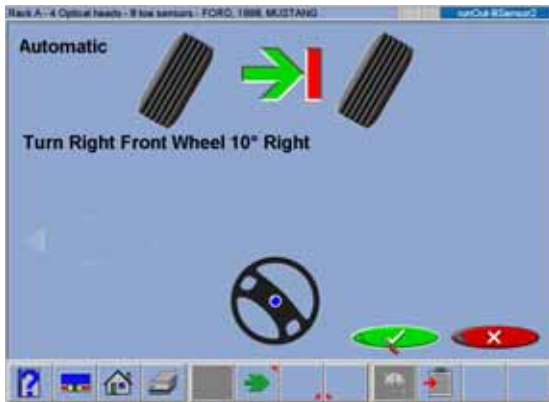 Rack A - 4 Optical heads - 8 toe sensors - FORD, 1998, MUSTANG
Automatic
Turn Right Front Wheel 10° Right
?